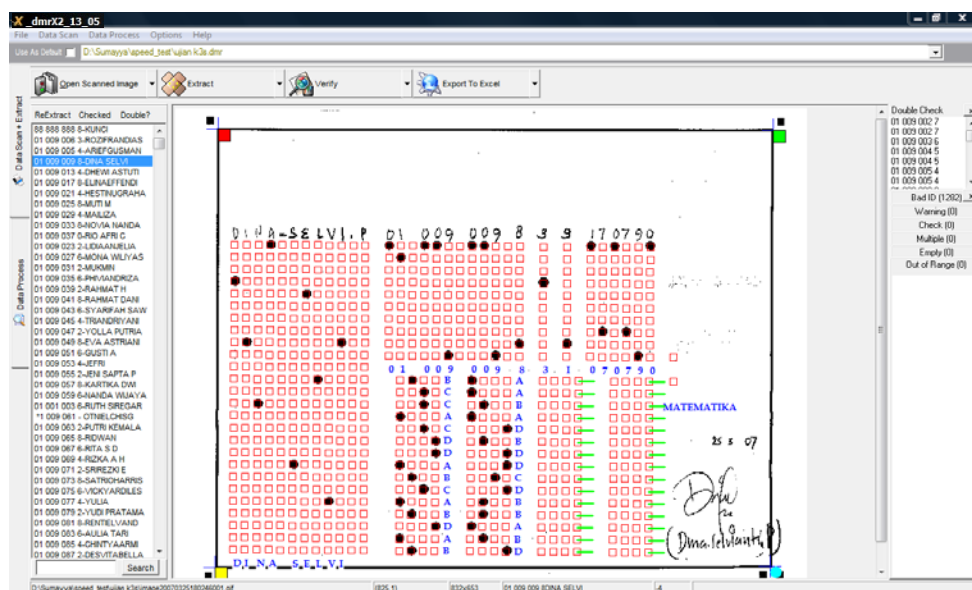 _dmrX2_13_05
File Data Scan Data Process Options Help
Use As Default D:\Sumayya\speed_test\ujian k3s.dmr
Open Scanned Image Extract Verify Export To Excel
Data Scan + Extract
Data Process
ReExtract Checked Double?
88 888 888 8-KUNCI
01 009 006 3-ROZIFRANDIAS
01 009 005 4-ARIEFGUSMAN
01 009 009 8-DINA SELVI
01 009 013 4-DHEWI ASTUTI
01 009 017 8-ELINAEFFENDI
01 009 021 4-HESTINUGRAHA
01 009 025 8-MUTI M
01 009 029 4-MAILIZA
01 009 033 8-NOVIA NANDA
01 009 037 0-RIO AFRI C
01 009 023 2-LIDIAANJELIA
01 009 027 6-MONA WILIYAS
01 009 031 2-MUKMIN
01 009 035 6-PHIVIANDRIZA
01 009 039 2-RAHMAT H
01 009 041 8-RAHMAT DANI
01 009 043 6-SYARIFAH SAW
01 009 045 4-TRIANDRIYANI
01 009 047 2-YOLLA PUTRIA
01 009 049 8-EVA ASTRIANI
01 009 051 6-GUSTI A
01 009 053 4-JEFRI
01 009 055 2-JENI SAPTA P
01 009 057 8-KARTIKA DWI
01 009 059 6-NANDA WIJAYA
01 001 003 6-RUTH SIREGAR
*1 009 061 - OTNIELCHISG
01 009 063 2-PUTRI KEMALA
01 009 065 8-RIDWAN
01 009 067 6-RITA S D
01 009 069 4-RIZKA A H
01 009 071 2-SRIREZKI E
01 009 073 8-SATRIOHARRIS
01 009 075 6-VICKYARDILES
01 009 077 4-YULIA
01 009 079 2-YUDI PRATAMA
01 009 081 8-RENTIELVAND
01 009 083 6-AULIA TARI
01 009 085 4-CHINTYAARMI
01 009 087 2-DESVITABELLA
Search
DINA-SELVI.P 01 009 009 8 3 9 170790
01 009 009 8 3 1 070790
B A
C B
C A
A B
D D
D D
A D
B C
C D
A A
B B
D A
A B
B D
MATEMATIKA
25 3 07
(Dina.Selvianti P)
D I N A _ S E L V I
Double Check
01 009 002 7
01 009 002 7
01 009 003 6
01 009 004 5
01 009 004 5
01 009 005 4
01 009 005 4
Bad ID (1282)
Warning (0)
Check (0)
Multiple (0)
Empty (0)
Out of Range (0)
D:\Sumayya\speed_test\ujian k3s\image20070325180246001.gif (825,1) 832x653 01 009 009 8DINA SELVI -4